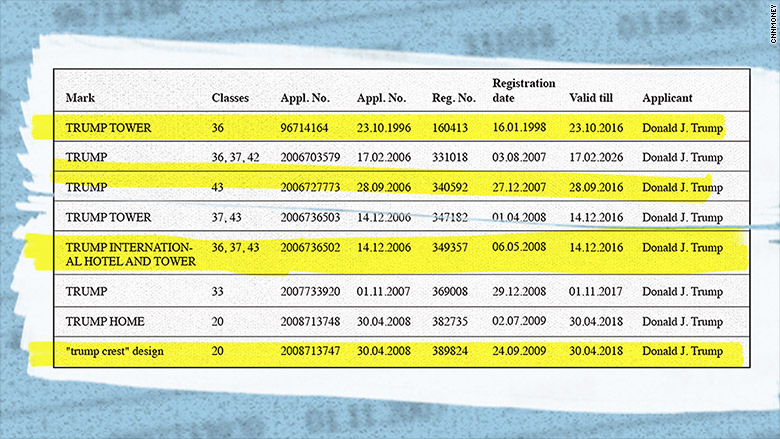 CNNMONEY
Registration
Mark Classes Appl. No. Appl. No. Reg. No. date Valid till Applicant
TRUMP TOWER 36 96714164 23.10.1996 160413 16.01.1998 23.10.2016 Donald J. Trump
TRUMP 36, 37, 42 2006703579 17.02.2006 331018 03.08.2007 17.02.2026 Donald J. Trump
TRUMP 43 2006727773 28.09.2006 340592 27.12.2007 28.09.2016 Donald J. Trump
TRUMP TOWER 37, 43 2006736503 14.12.2006 347182 01.04.2008 14.12.2016 Donald J. Trump
TRUMP INTERNATION- 36, 37, 43 2006736502 14.12.2006 349357 06.05.2008 14.12.2016 Donald J. Trump
AL HOTEL AND TOWER
TRUMP 33 2007733920 01.11.2007 369008 29.12.2008 01.11.2017 Donald J. Trump
TRUMP HOME 20 2008713748 30.04.2008 382735 02.07.2009 30.04.2018 Donald J. Trump
"trump crest" design 20 2008713747 30.04.2008 389824 24.09.2009 30.04.2018 Donald J. Trump